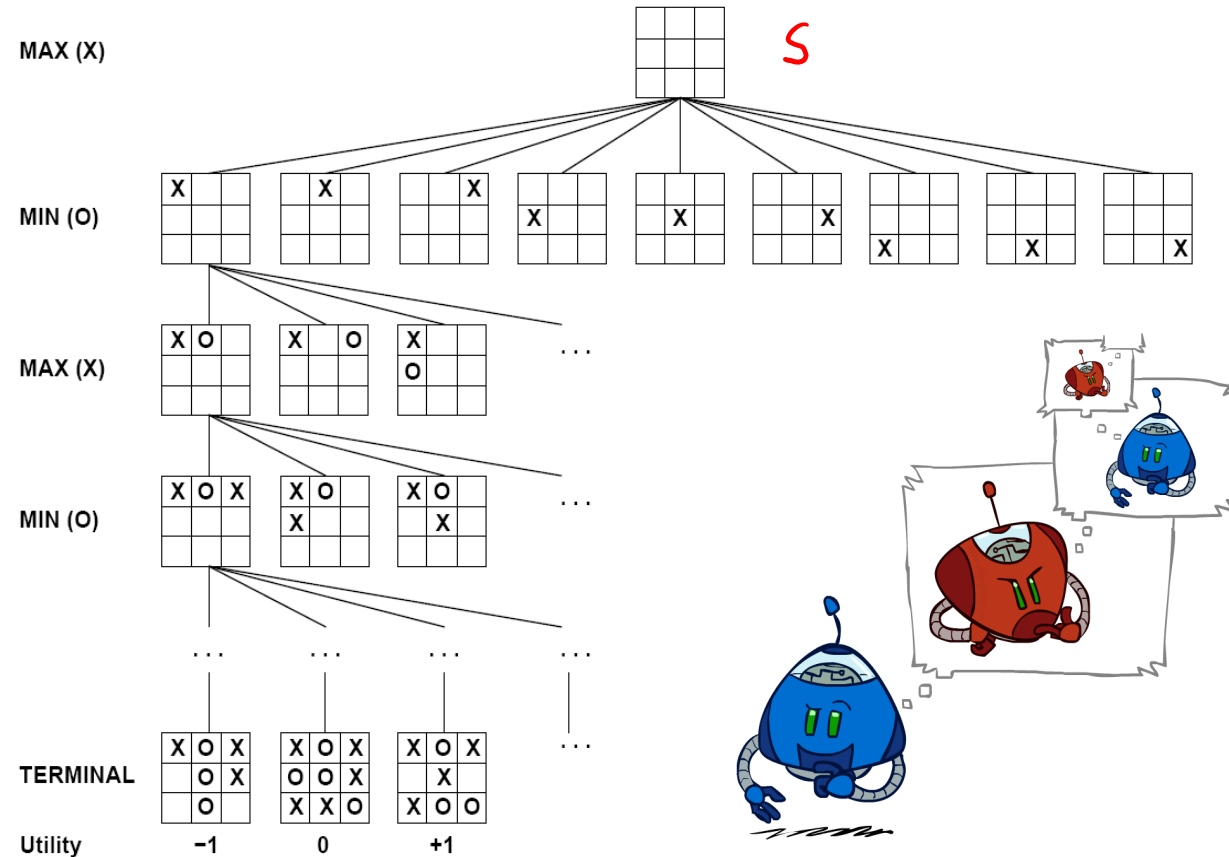 MAX (X)
S
X X X
MIN (O)
X X X
X X X
X O X O X
MAX (X)
O
. . .
X O X X O X O
MIN (O)
X X
. . .
. . . . . . . . . . . .
X O X X O X X O X
TERMINAL
O X O O X X
. . .
O X X O X O O
Utility −1 0 +1